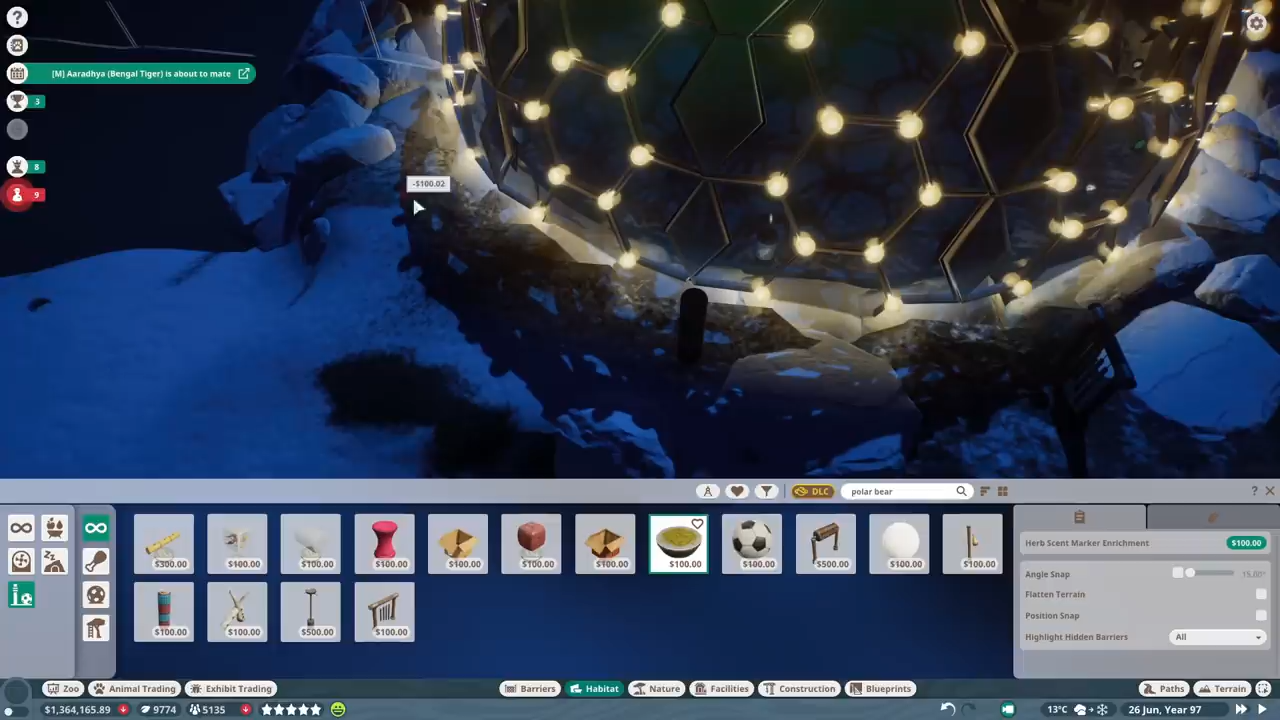 ?
[M] Aaradhya (Bengal Tiger) is about to mate
3
8
9
-$100.02
DLC
polar bear
? ×
$300.00
$100.00
$100.00
$100.00
$100.00
$100.00
$100.00
$100.00
$100.00
$500.00
$100.00
$100.00
$100.00
$100.00
$500.00
$100.00
Herb Scent Marker Enrichment $100.00
Angle Snap 15.00°
Flatten Terrain
Position Snap
Highlight Hidden Barriers All
Zoo Animal Trading Exhibit Trading Barriers Habitat Nature Facilities Construction Blueprints Paths Terrain
$1,364,165.89 9774 5135 13°C 26 Jun, Year 97